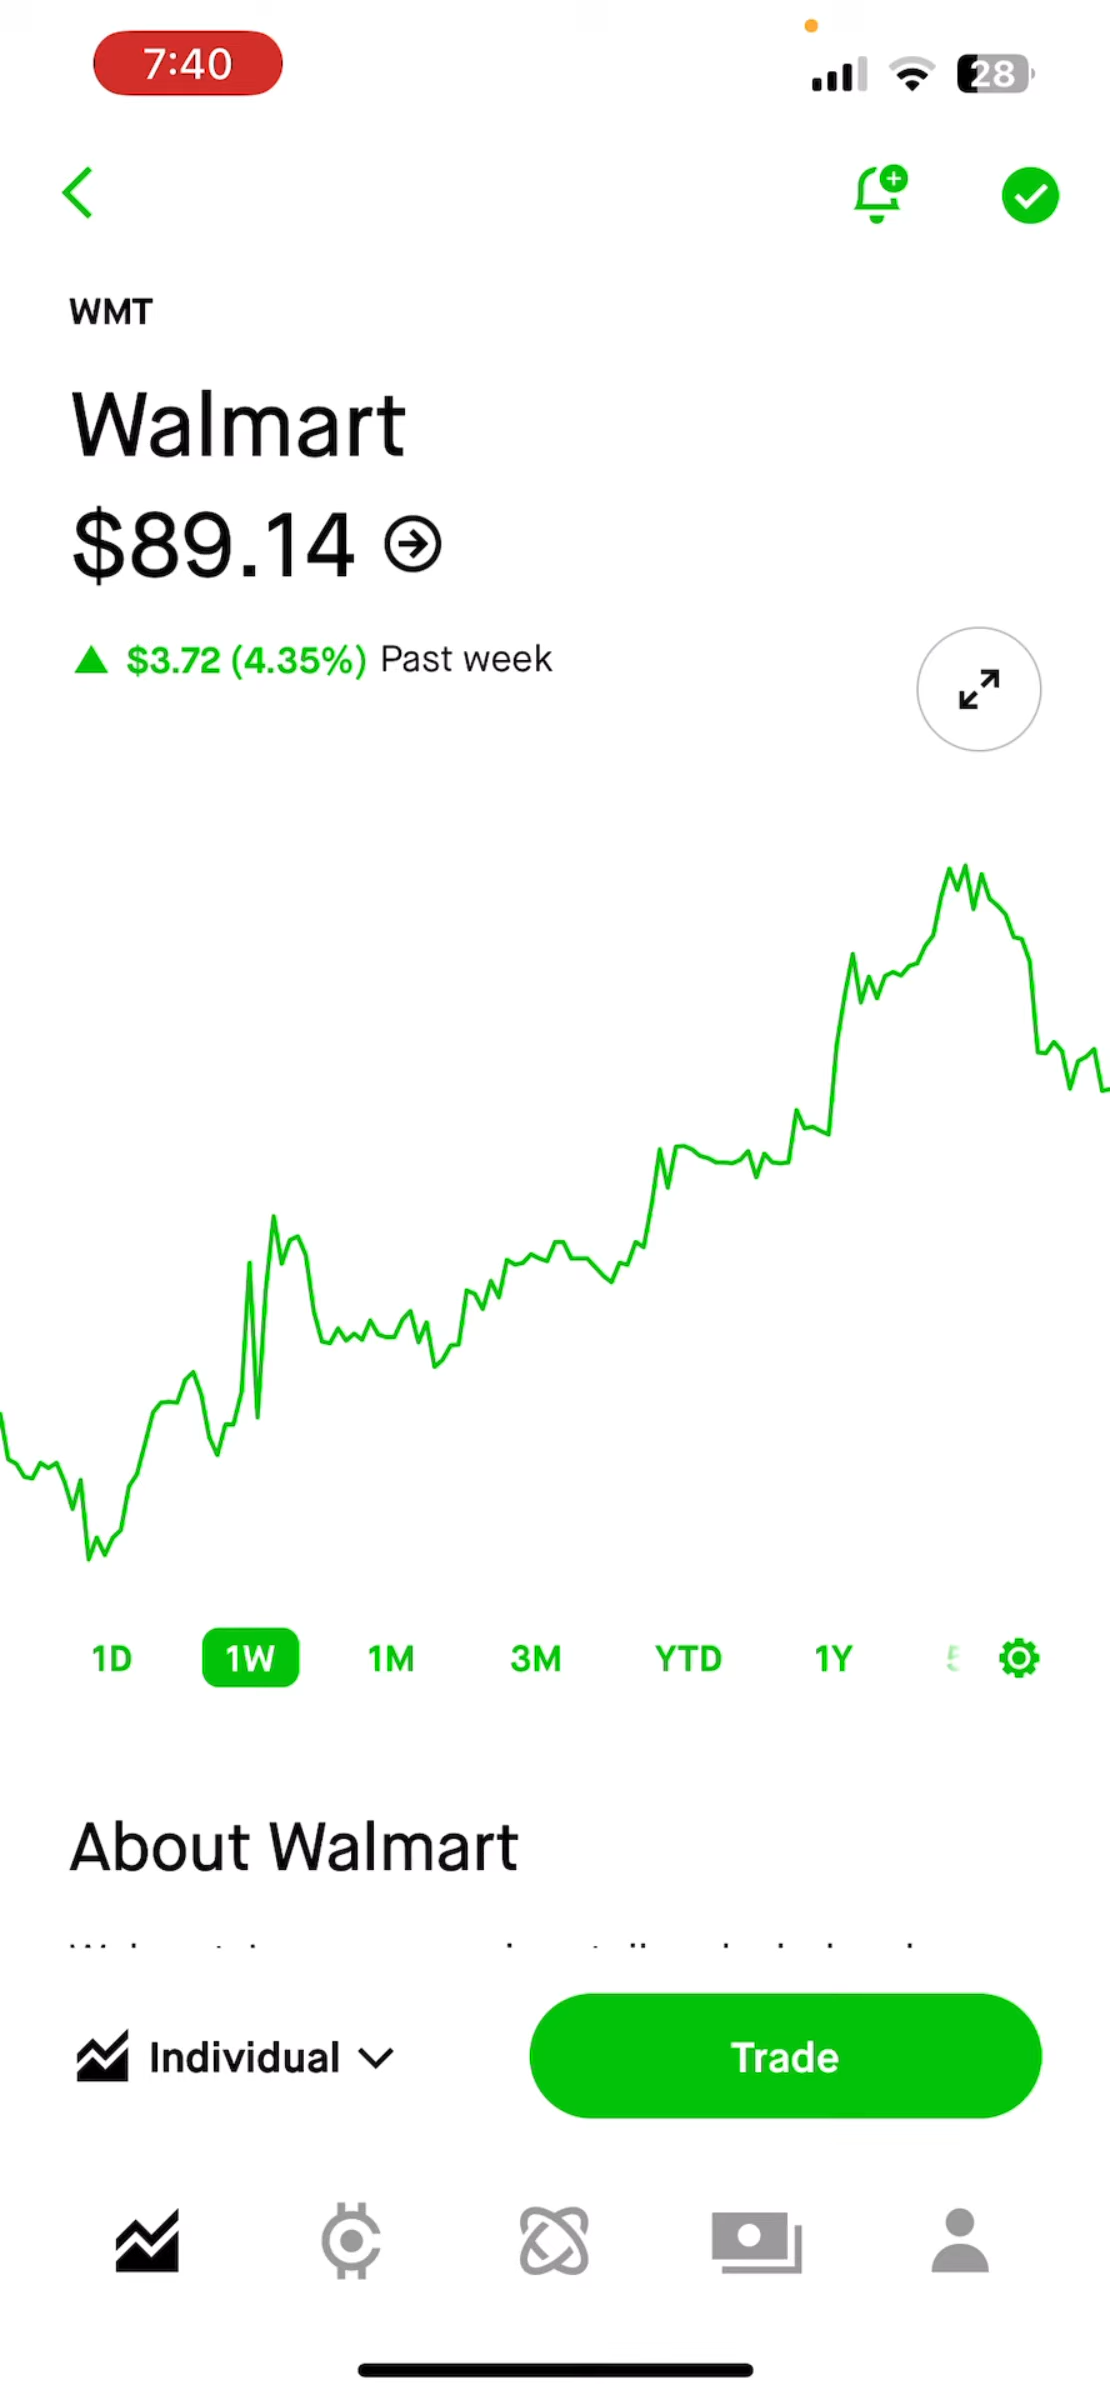 7:40
28
WMT
Walmart
$89.14
$3.72 (4.35%) Past week
1D 1W 1M 3M YTD 1Y
About Walmart
Individual
Trade